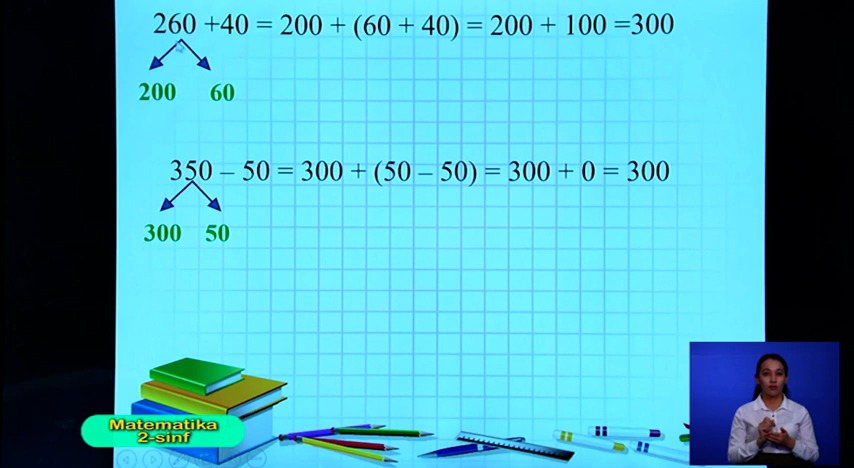 260 +40 = 200 + (60 + 40) = 200 + 100 =300
200 60
350 – 50 = 300 + (50 – 50) = 300 + 0 = 300
300 50
Matematika
2-sinf